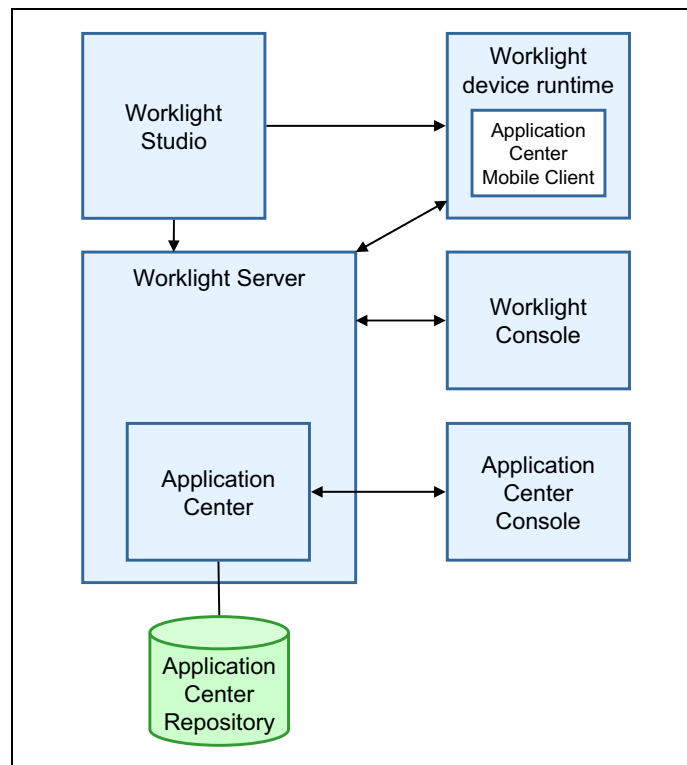 Worklight
Studio
Worklight
device runtime
Application
Center
Mobile Client
Worklight Server
Worklight
Console
Application
Center
Application
Center
Console
Application
Center
Repository